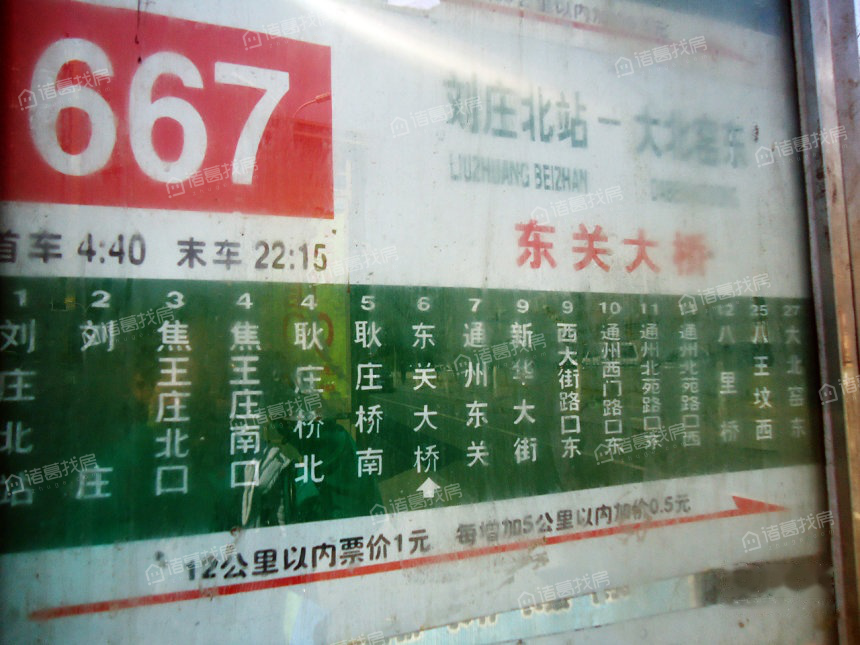 667
刘庄北站 — 大北窑东
LIUZHUANG BEIZHAN
首车 4:40 末车 22:15
东关大桥
1 刘庄北站
2 刘庄
3 焦王庄北口
4 焦王庄南口
4 耿庄桥北
5 耿庄桥南
6 东关大桥
7 通州东关
9 新华大街
9 西大街路口东
10 通州西门路口东
11 通州北苑路口东
11 通州北苑路口西
12 八里桥
25 八王坟西
27 大北窑东
12公里以内票价1元 每增加5公里以内加价0.5元
诸葛找房